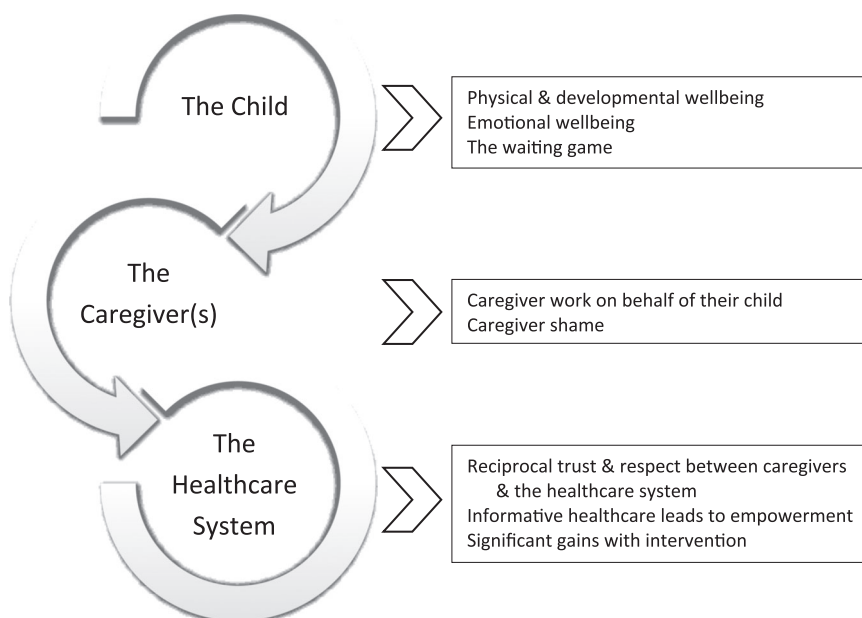 The Child
Physical & developmental wellbeing
Emotional wellbeing
The waiting game
The
Caregiver(s)
Caregiver work on behalf of their child
Caregiver shame
The
Healthcare
System
Reciprocal trust & respect between caregivers
& the healthcare system
Informative healthcare leads to empowerment
Significant gains with intervention